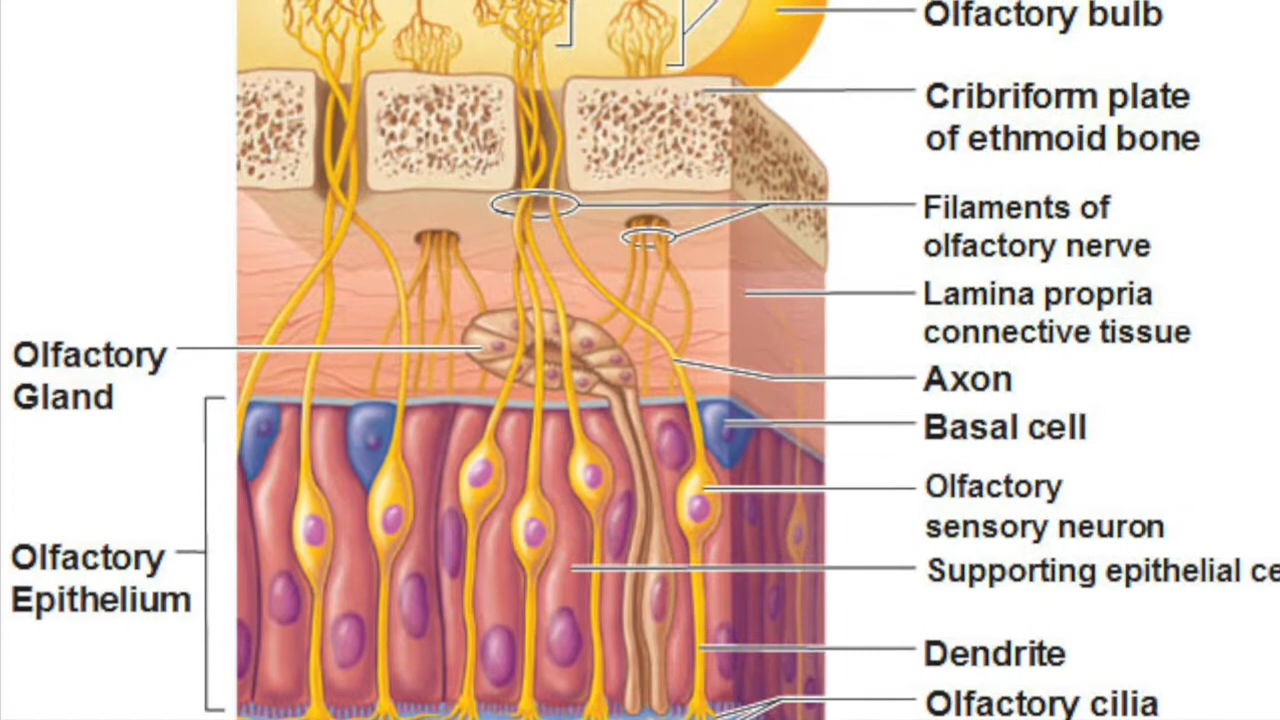 Olfactory bulb
Cribriform plate
of ethmoid bone
Filaments of
olfactory nerve
Lamina propria
connective tissue
Olfactory
Gland
Axon
Basal cell
Olfactory
sensory neuron
Olfactory
Epithelium
Supporting epithelial ce
Dendrite
Olfactory cilia